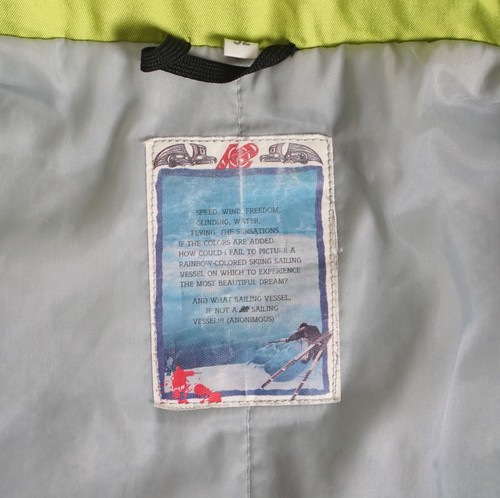 SPEED, WIND, FREEDOM,
GLINDING, WATER,
FLYING, THE SENSATIONS
IF THE COLORS ARE ADDED
HOW COULD I FAIL TO PICTURE A
RAINBOW-COLORED SKIING SAILING
VESSEL ON WHICH TO EXPERIENCE
THE MOST BEAUTIFUL DREAM?
AND WHAT SAILING VESSEL,
IF NOT A SAILING
VESSEL!!! (ANONIMOUS)